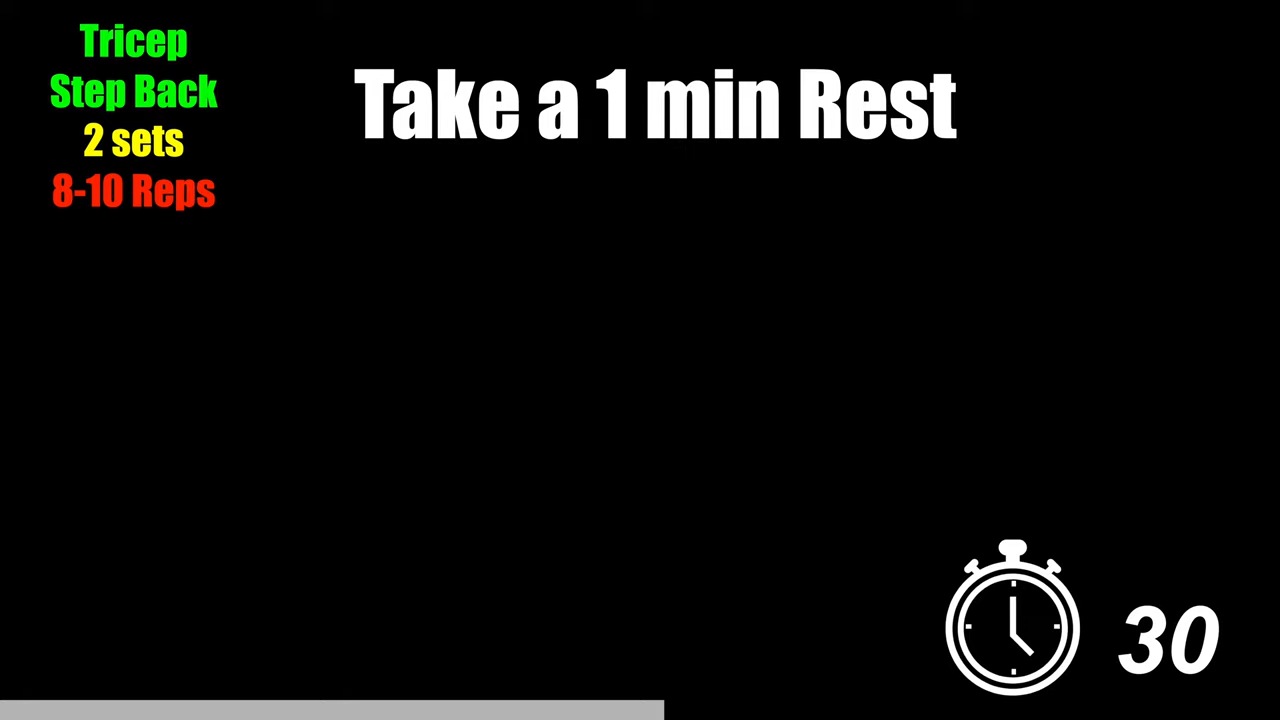 Tricep
Step Back
2 sets
8-10 Reps
Take a 1 min Rest
30